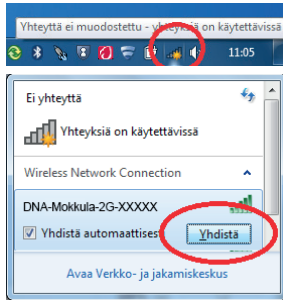 Yhteyttä ei muodostettu - yhteyksiä on käytettävissä
11:05
Ei yhteyttä
Yhteyksiä on käytettävissä
Wireless Network Connection
DNA-Mokkula-2G-XXXXX
Yhdistä automaattisest
Yhdistä
Avaa Verkko- ja jakamiskeskus